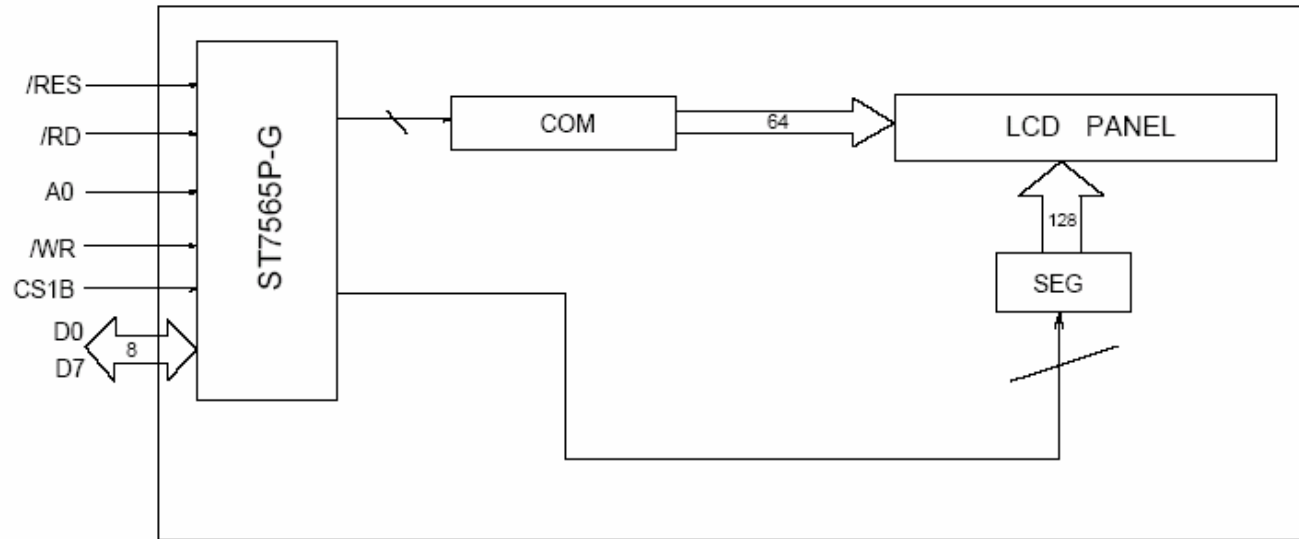 /RES
/RD
A0
/WR
CS1B
D0
D7
8
ST7565P-G
COM
64
LCD PANEL
128
SEG